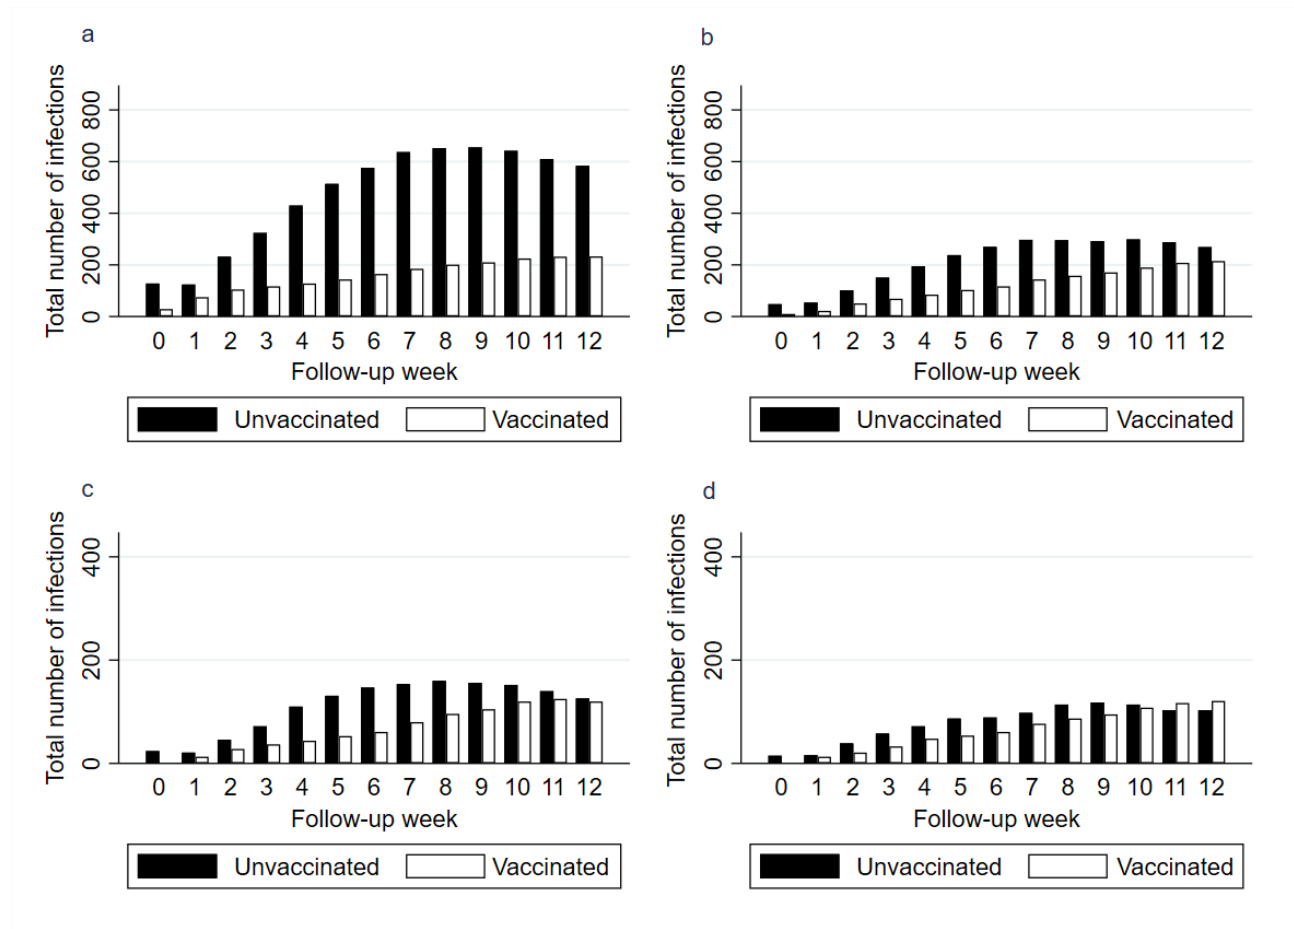 a
Total number of infections
800
600
400
200
0
0 1 2 3 4 5 6 7 8 9 10 11 12
Follow-up week
Unvaccinated Vaccinated
b
Total number of infections
800
600
400
200
0
0 1 2 3 4 5 6 7 8 9 10 11 12
Follow-up week
Unvaccinated Vaccinated
c
Total number of infections
400
200
0
0 1 2 3 4 5 6 7 8 9 10 11 12
Follow-up week
Unvaccinated Vaccinated
d
Total number of infections
400
200
0
0 1 2 3 4 5 6 7 8 9 10 11 12
Follow-up week
Unvaccinated Vaccinated